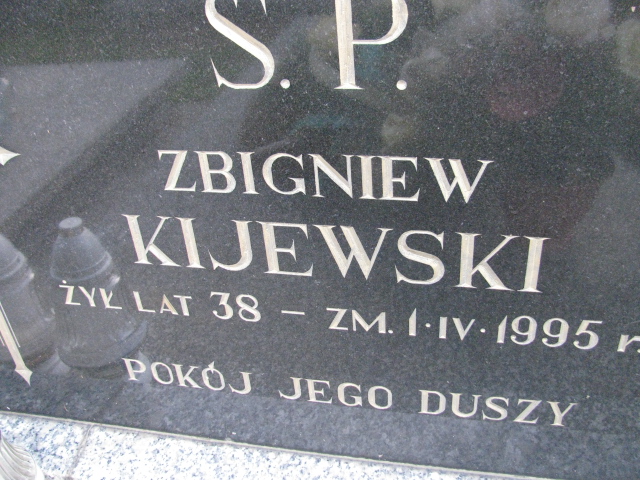 Ś. P.
ZBIGNIEW
KIJEWSKI
ŻYŁ LAT 38 – ZM. 1·IV·1995 r.
POKÓJ JEGO DUSZY